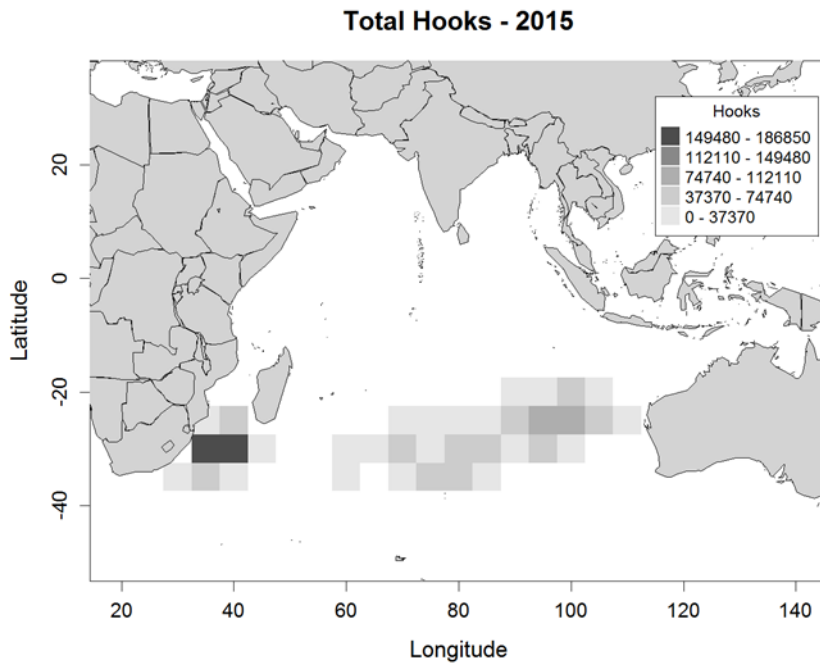 Total Hooks - 2015
Hooks
149480 - 186850
112110 - 149480
74740 - 112110
37370 - 74740
0 - 37370
Latitude
20
0
-20
-40
20 40 60 80 100 120 140
Longitude